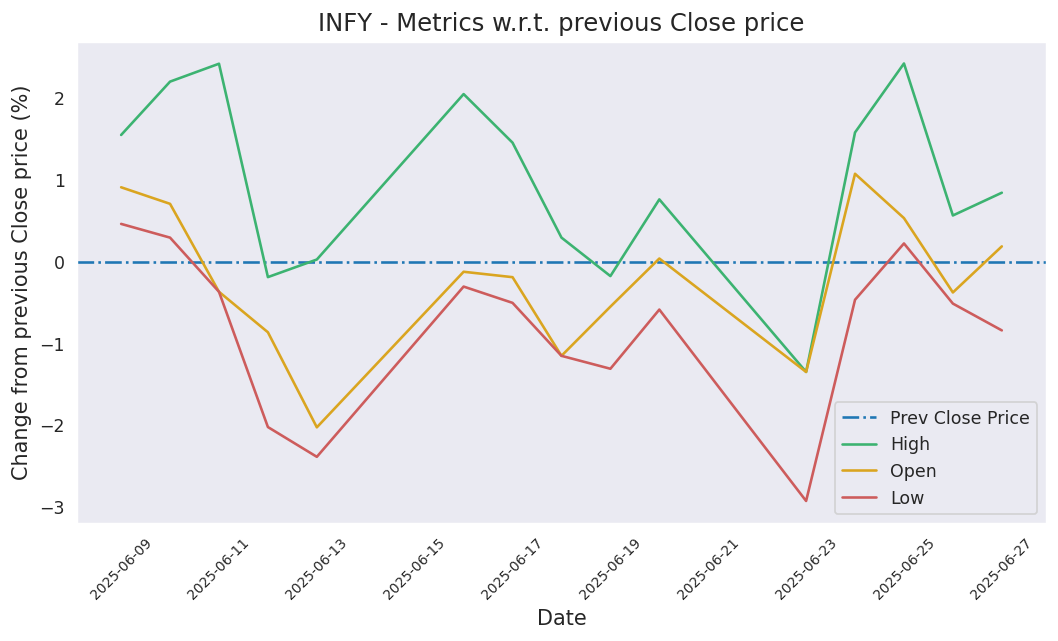 INFY - Metrics w.r.t. previous Close price
Change from previous Close price (%)
2
1
0
−1
−2
−3
Prev Close Price
High
Open
Low
2025-06-09
2025-06-11
2025-06-13
2025-06-15
2025-06-17
2025-06-19
2025-06-21
2025-06-23
2025-06-25
2025-06-27
Date